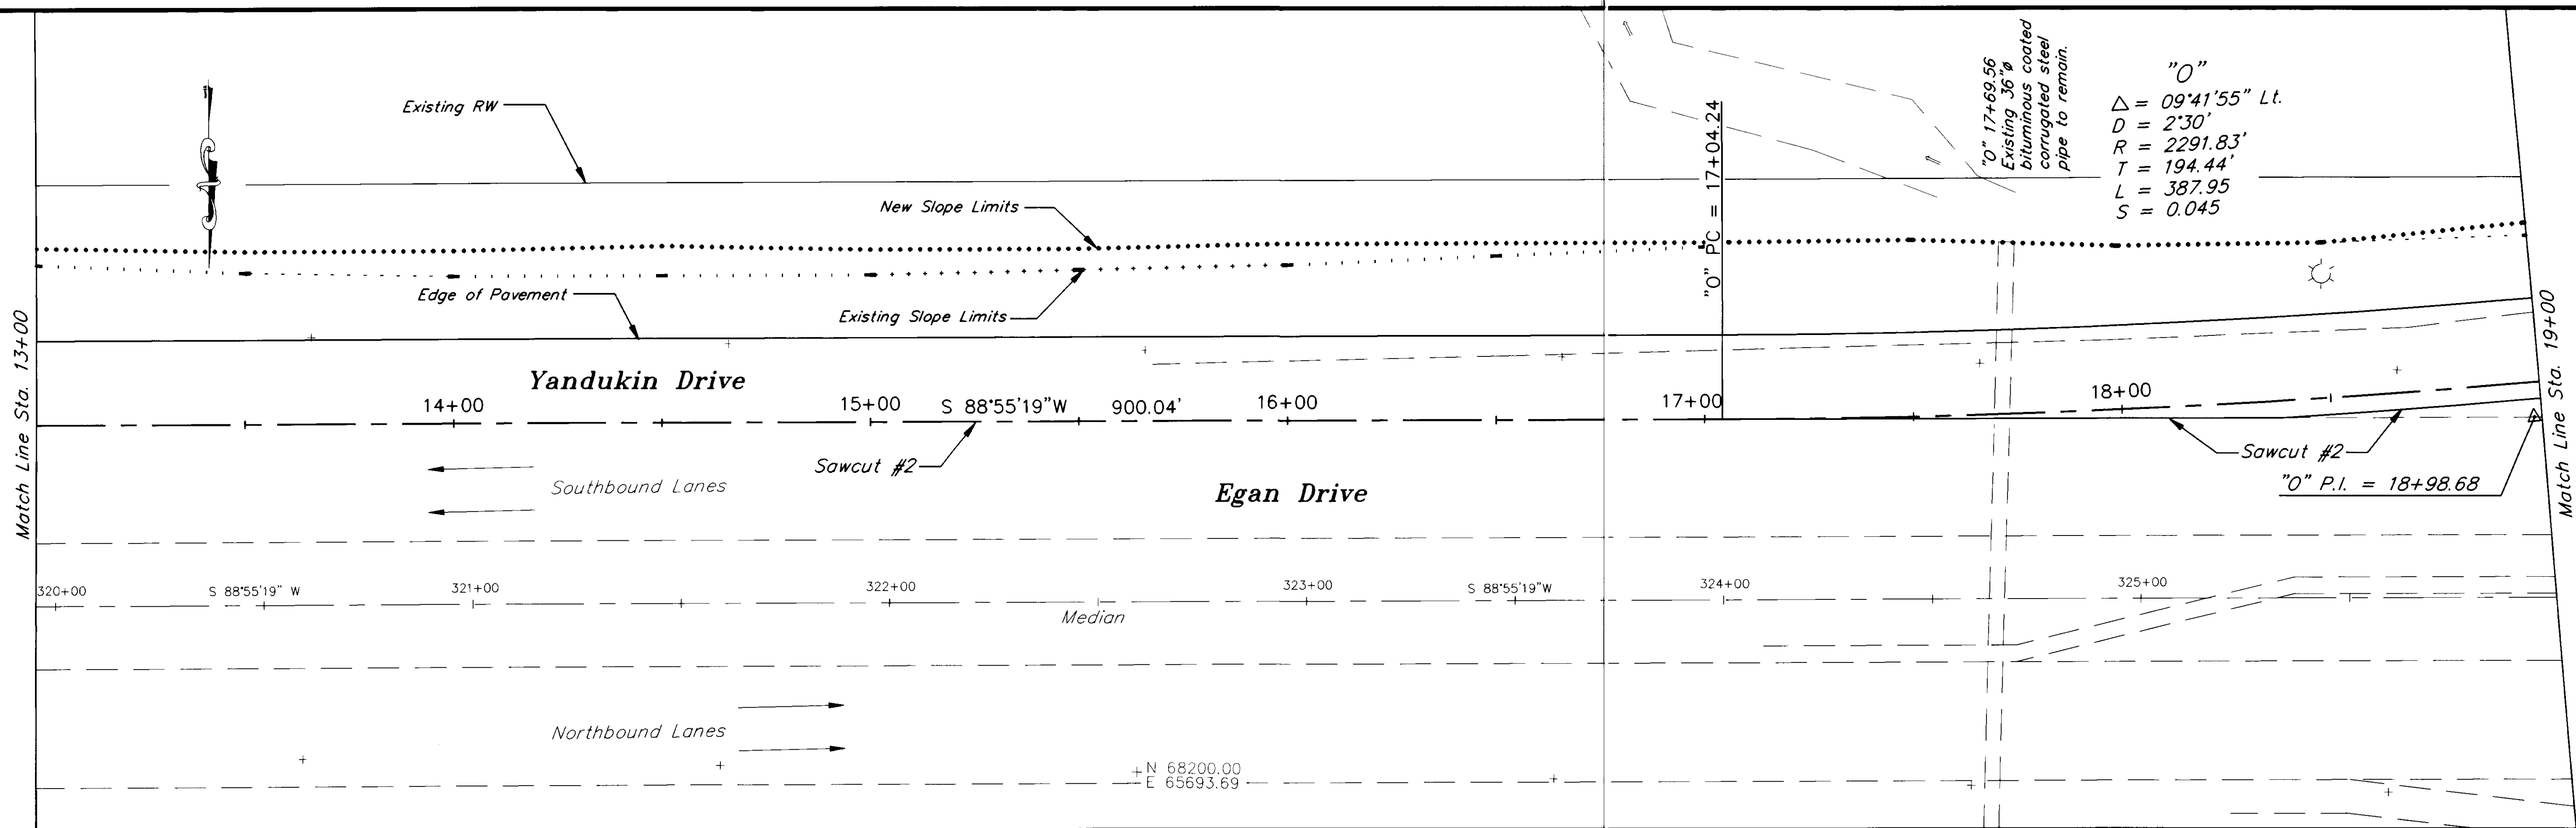 Existing RW
New Slope Limits
Edge of Pavement
Existing Slope Limits
"O" PC = 17+04.24
"O" 17+69.56
Existing 36"ø
bituminous coated
corrugated steel
pipe to remain.
"O"
Δ = 09°41'55" Lt.
D = 2°30'
R = 2291.83'
T = 194.44'
L = 387.95
S = 0.045
Match Line Sta. 13+00
Match Line Sta. 19+00
Yandukin Drive
14+00
15+00
S 88°55'19"W
900.04'
16+00
17+00
18+00
Sawcut #2
Sawcut #2
"O" P.I. = 18+98.68
Southbound Lanes
Egan Drive
320+00
S 88°55'19" W
321+00
322+00
323+00
S 88°55'19"W
324+00
325+00
Median
Northbound Lanes
N 68200.00
E 65693.69